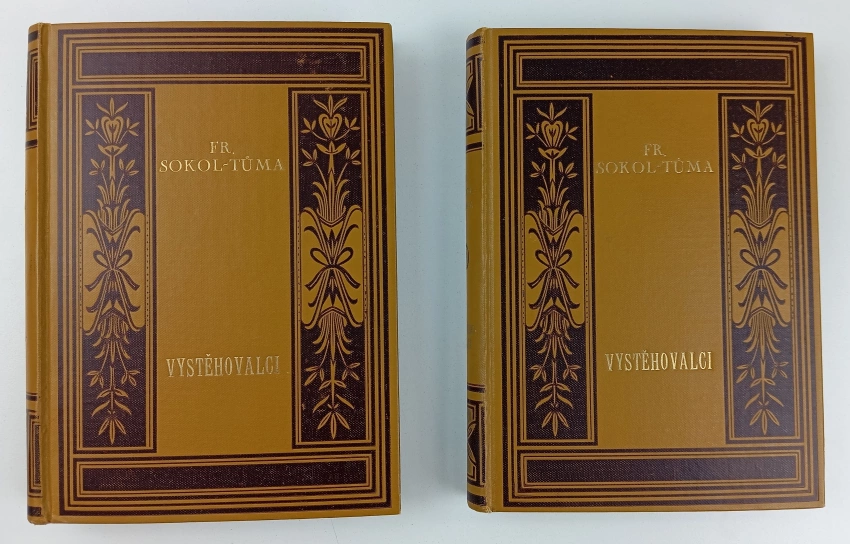 FR.
SOKOL-TŮMA
VYSTĚHOVALCI
FR.
SOKOL-TŮMA
VYSTĚHOVALCI